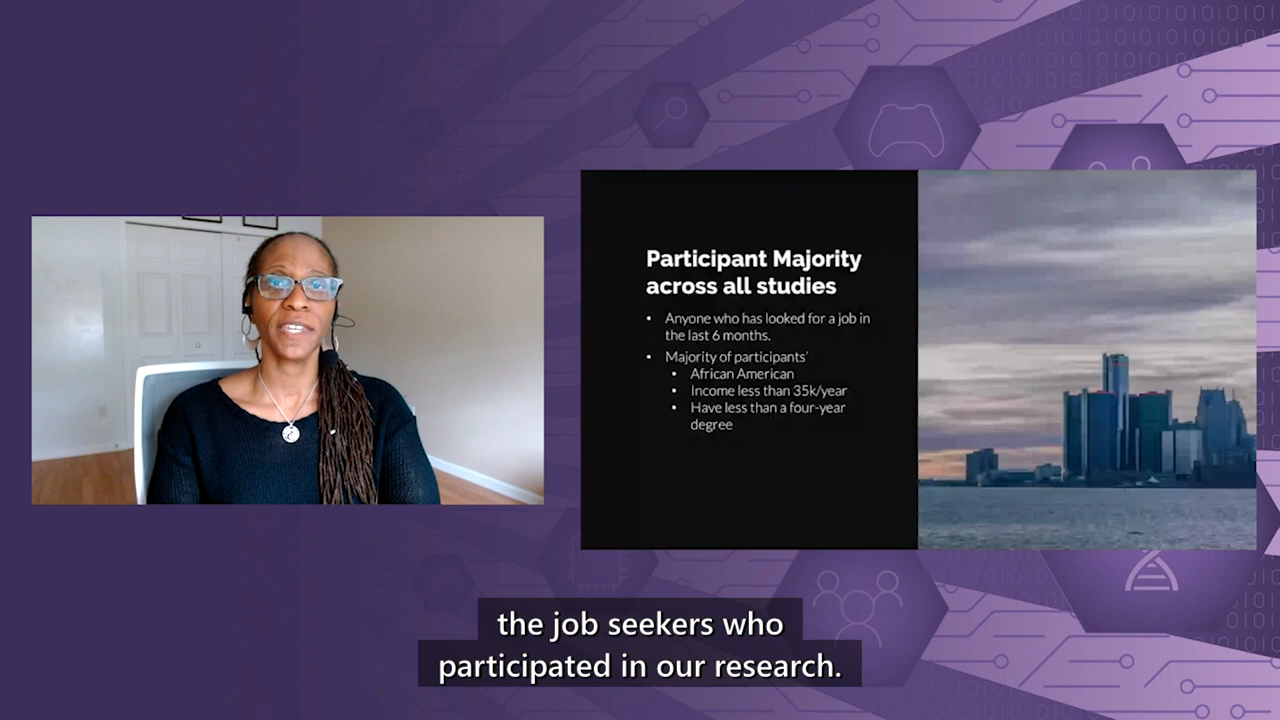 Participant Majority
across all studies
• Anyone who has looked for a job in
the last 6 months.
• Majority of participants'
• African American
• Income less than 35k/year
• Have less than a four-year
degree
the job seekers who
participated in our research.